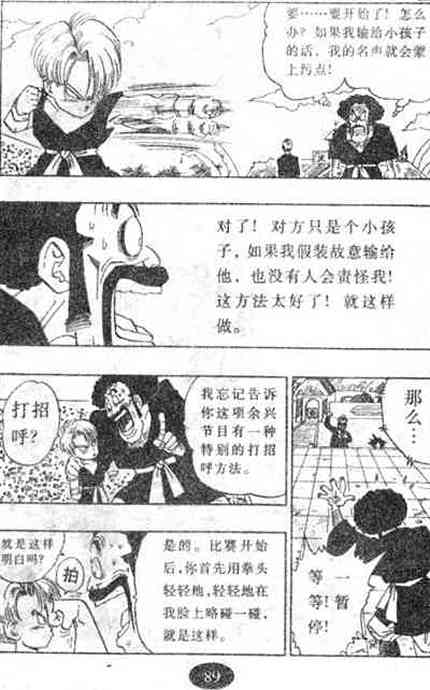 要……要开始了！怎么
办？如果我输给小孩子
的话，我的名声就会蒙
上污点！
对了！对方只是个小孩
子，如果我假装故意输给
他，也没有人会责怪我！
这方法太好了！就这样
做。
那么…
等一
等！暂
停！
我忘记告诉
你这项余兴
节目有一种
特别的打招
呼方法。
打招
呼？
是的。比赛开始
后，你首先用拳头
轻轻地，轻轻地在
我脸上略碰一碰，
就是这样。
拍
就是这样
明白吗？
89